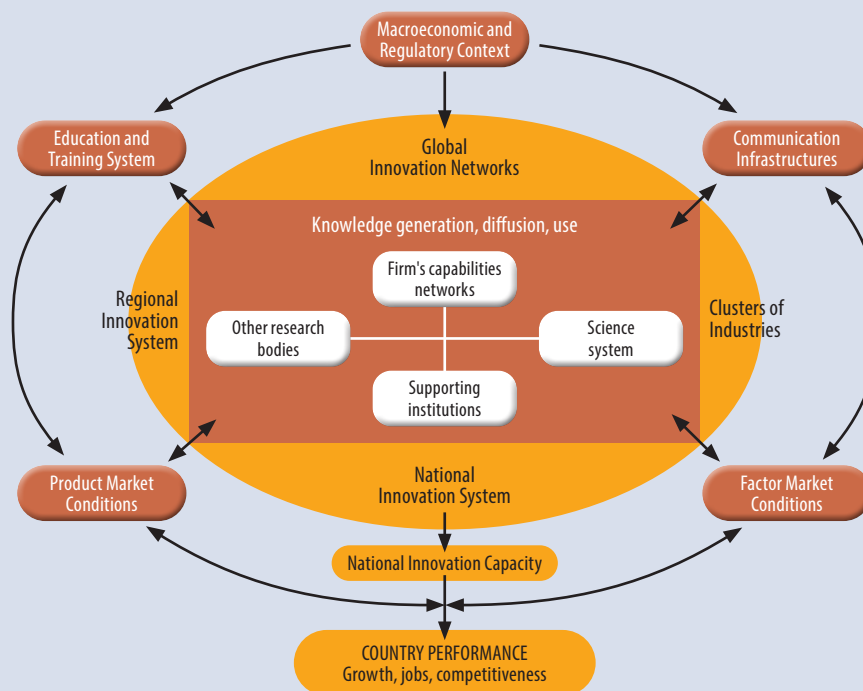 Macroeconomic and
Regulatory Context
Education and
Training System
Communication
Infrastructures
Global
Innovation Networks
Knowledge generation, diffusion, use
Firm's capabilities
networks
Regional
Innovation
System
Other research
bodies
Science
system
Clusters of
Industries
Supporting
institutions
Product Market
Conditions
National
Innovation System
Factor Market
Conditions
National Innovation Capacity
COUNTRY PERFORMANCE
Growth, jobs, competitiveness